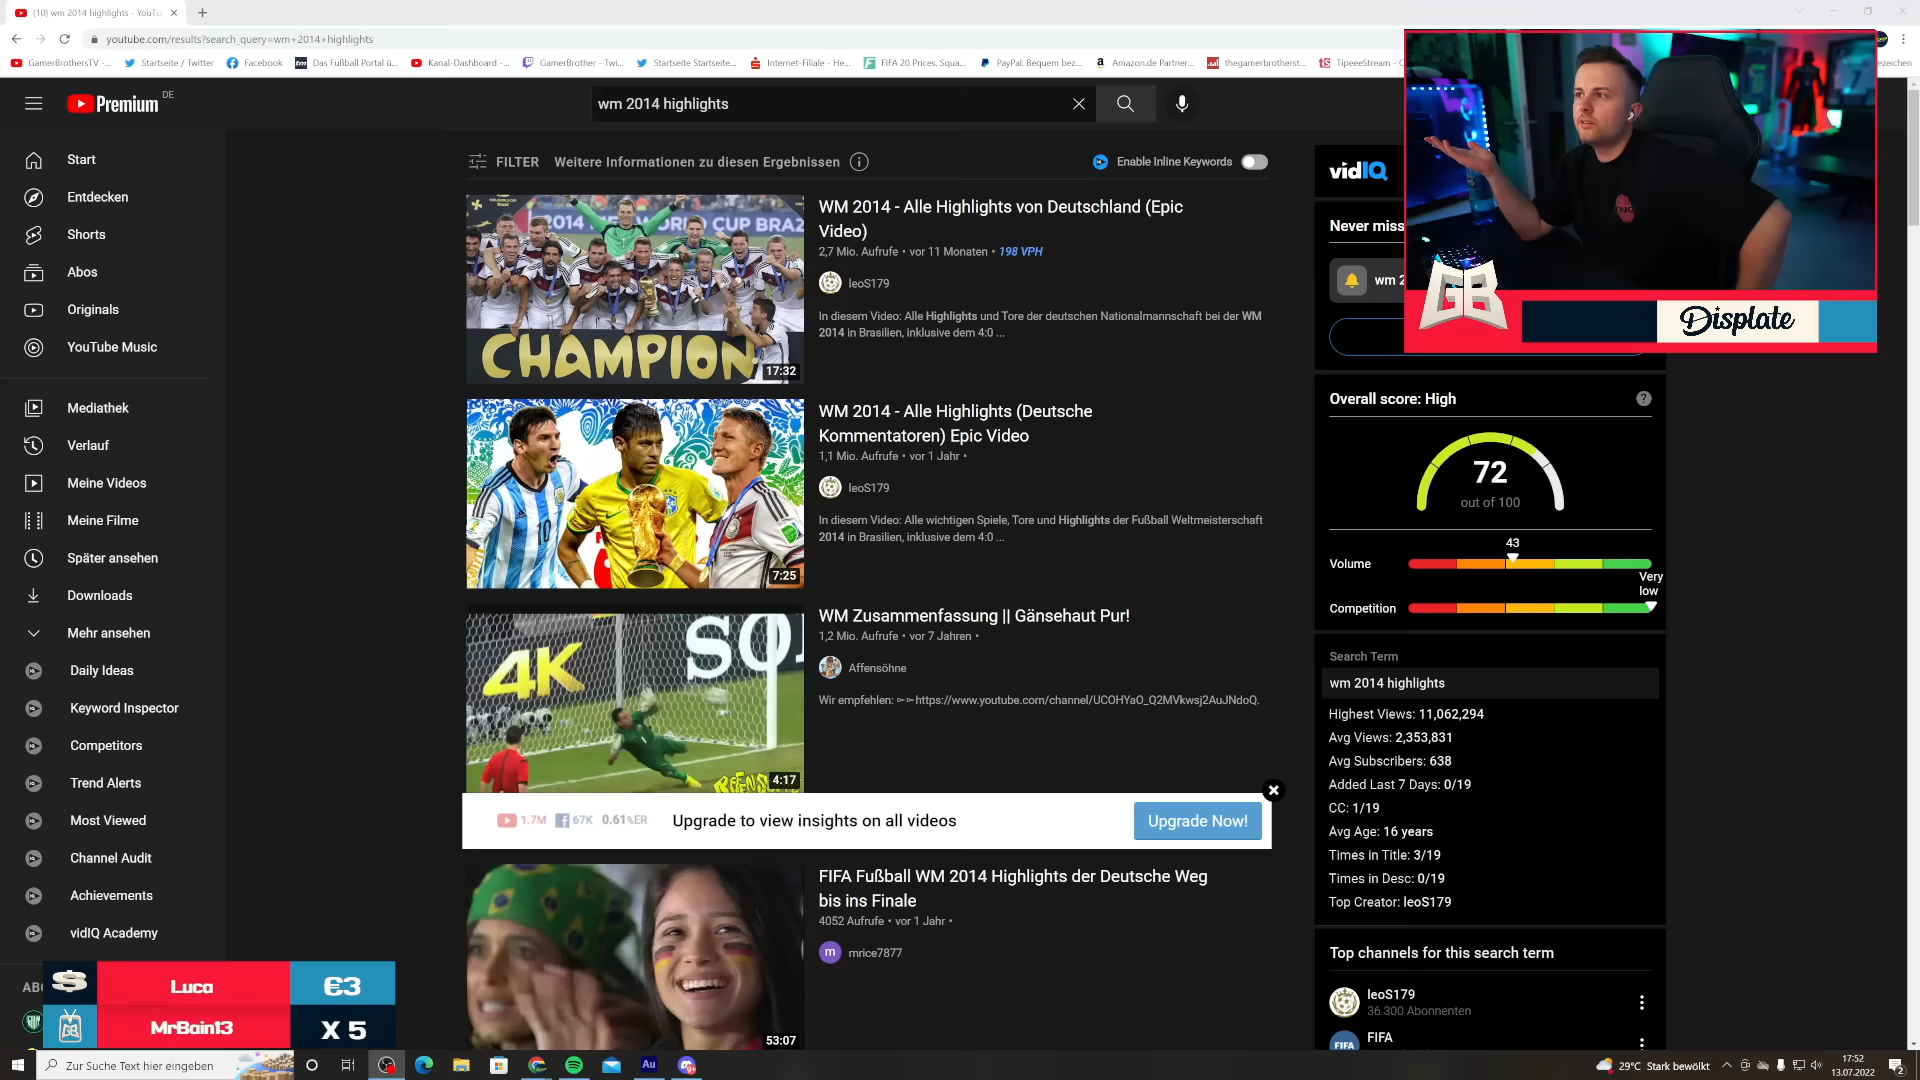 (10) wm 2014 highlights - YouTu
youtube.com/results?search_query=wm+2014+highlights
GamerBrothersTV -...
Startseite / Twitter
Facebook
Das Fußball Portal ü...
Kanal-Dashboard -...
GamerBrother - Twi...
Startseite Startseite...
Internet-Filiale - He...
FIFA 20 Prices, Squa...
PayPal: Bequem bez...
Amazon.de Partner...
thegamerbrotherst...
TipeeeStream - C
ezeichen
Premium DE
wm 2014 highlights
Start
Entdecken
Shorts
Abos
Originals
YouTube Music
Mediathek
Verlauf
Meine Videos
Meine Filme
Später ansehen
Downloads
Mehr ansehen
Daily Ideas
Keyword Inspector
Competitors
Trend Alerts
Most Viewed
Channel Audit
Achievements
vidIQ Academy
ABO
FILTER
Weitere Informationen zu diesen Ergebnissen
Enable Inline Keywords
2014 WORLD CUP BRAZ
CHAMPION
17:32
WM 2014 - Alle Highlights von Deutschland (Epic
Video)
2,7 Mio. Aufrufe • vor 11 Monaten • 198 VPH
leoS179
In diesem Video: Alle Highlights und Tore der deutschen Nationalmannschaft bei der WM
2014 in Brasilien, inklusive dem 4:0 ...
10
7:25
WM 2014 - Alle Highlights (Deutsche
Kommentatoren) Epic Video
1,1 Mio. Aufrufe • vor 1 Jahr •
leoS179
In diesem Video: Alle wichtigen Spiele, Tore und Highlights der Fußball Weltmeisterschaft
2014 in Brasilien, inklusive dem 4:0 ...
4K
SO
4:17
WM Zusammenfassung || Gänsehaut Pur!
1,2 Mio. Aufrufe • vor 7 Jahren •
Affensöhne
Wir empfehlen: ►►https://www.youtube.com/channel/UCOHYaO_Q2MVkwsj2AuJNdoQ.
1.7M
67K
0.61%ER
Upgrade to view insights on all videos
Upgrade Now!
53:07
FIFA Fußball WM 2014 Highlights der Deutsche Weg
bis ins Finale
4052 Aufrufe • vor 1 Jahr •
m
mrice7877
vidIQ
Never miss
wm 2
GB
Displate
Overall score: High
72
out of 100
43
Volume
Very
low
Competition
Search Term
wm 2014 highlights
Highest Views: 11,062,294
Avg Views: 2,353,831
Avg Subscribers: 638
Added Last 7 Days: 0/19
CC: 1/19
Avg Age: 16 years
Times in Title: 3/19
Times in Desc: 0/19
Top Creator: leoS179
Top channels for this search term
leoS179
36.300 Abonnenten
FIFA
FIFA
Luca
€3
MrBain13
X 5
Zur Suche Text hier eingeben
Au
29°C Stark bewölkt
17:52
13.07.2022
2